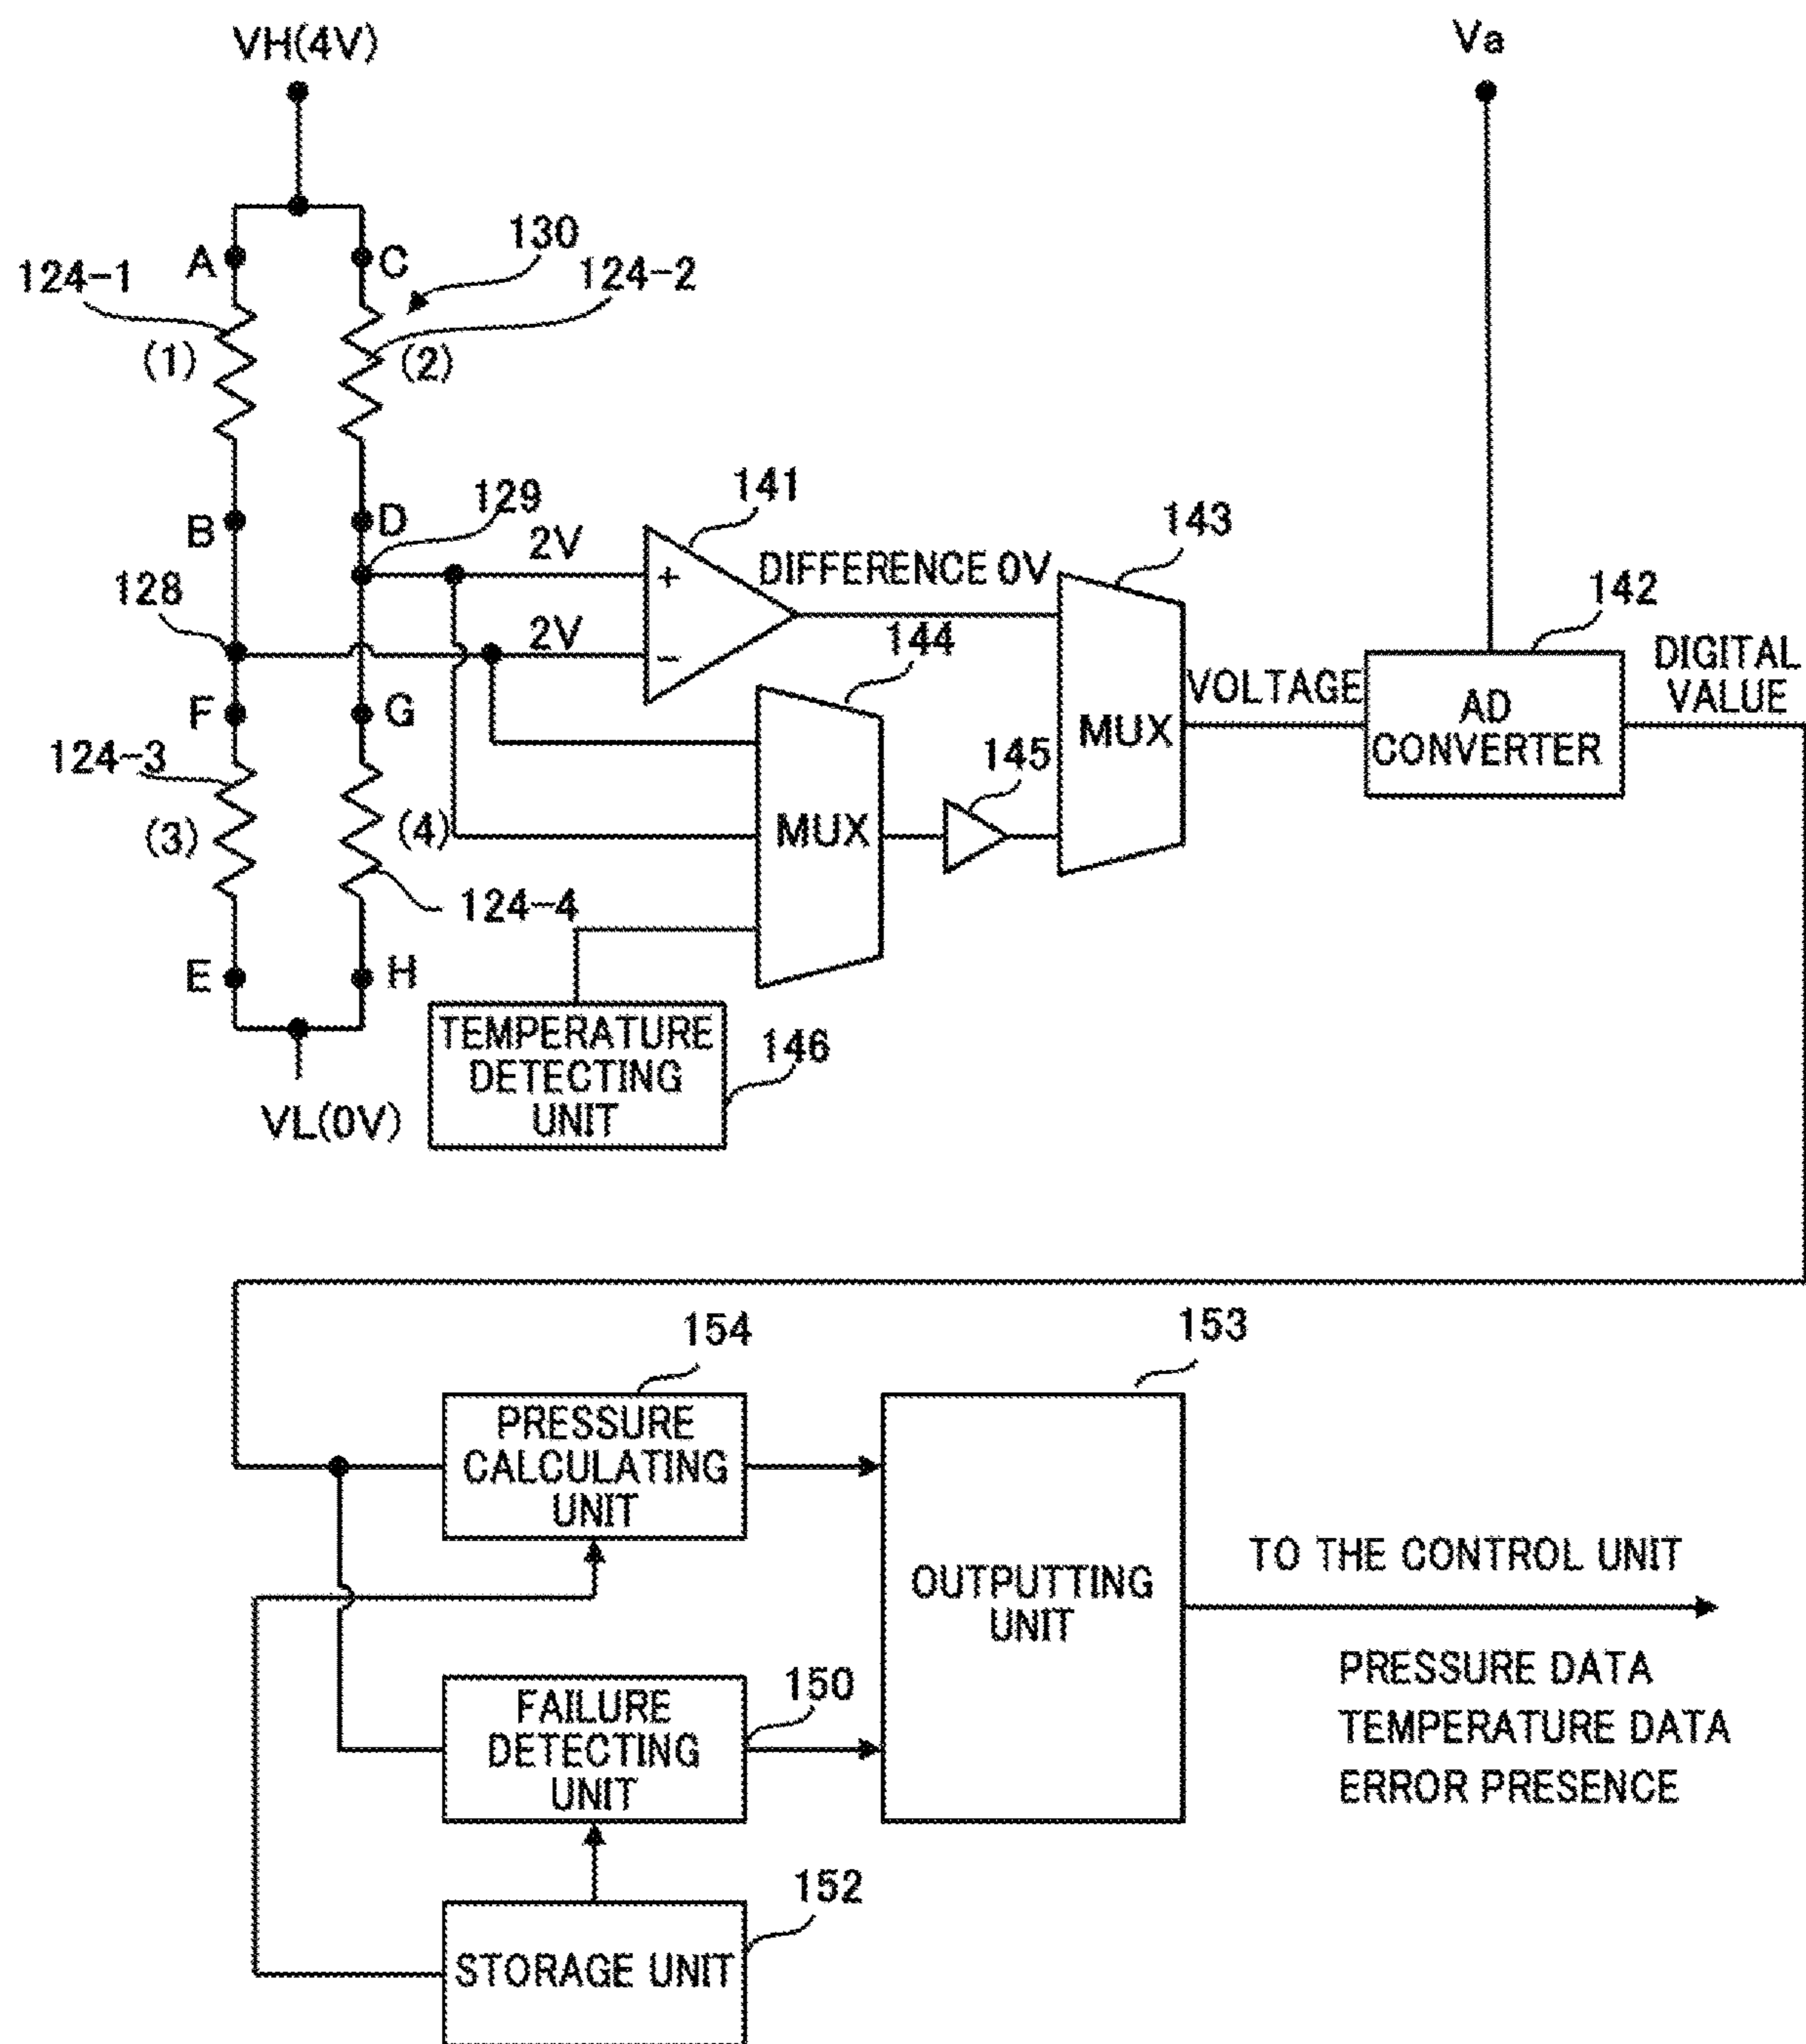 VH(4V)
Va
A
C
130
124-1
124-2
(1)
(2)
B
D
129
2V
141
DIFFERENCE 0V
143
128
2V
+
−
144
142
DIGITAL
VALUE
VOLTAGE
AD
CONVERTER
F
G
MUX
124-3
145
(3)
(4)
MUX
124-4
E
H
TEMPERATURE
DETECTING
UNIT
146
VL(0V)
154
153
PRESSURE
CALCULATING
UNIT
OUTPUTTING
UNIT
TO THE CONTROL UNIT
PRESSURE DATA
TEMPERATURE DATA
ERROR PRESENCE
150
FAILURE
DETECTING
UNIT
152
STORAGE UNIT